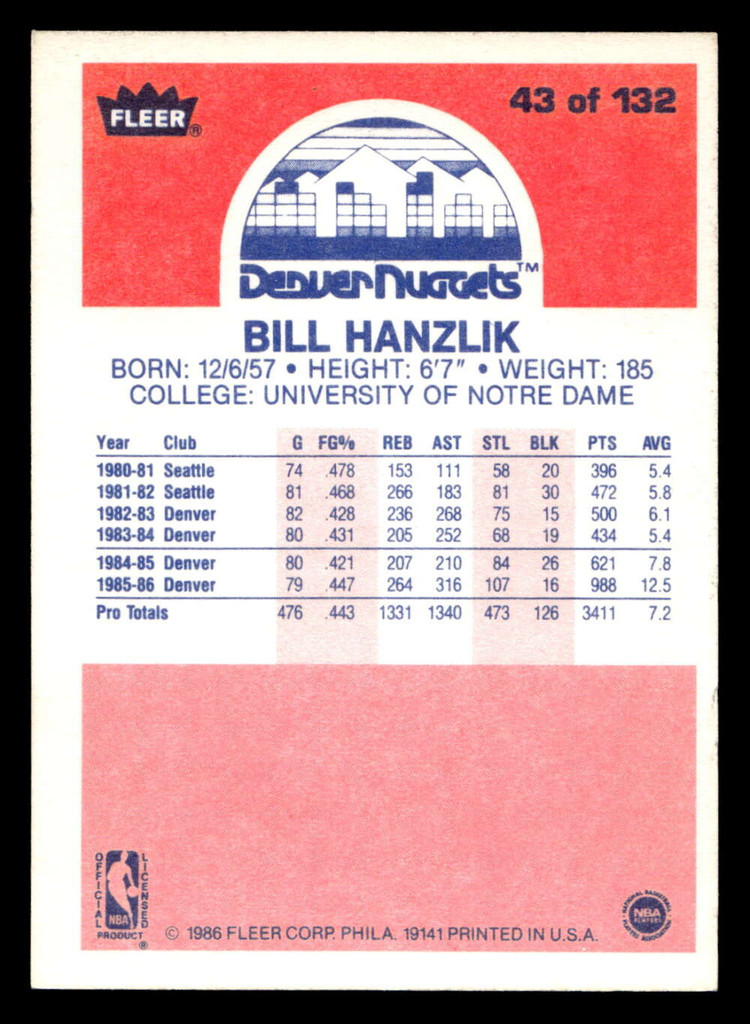 FLEER®
43 of 132
Denver Nuggets™
BILL HANZLIK
BORN: 12/6/57 • HEIGHT: 6'7" • WEIGHT: 185
COLLEGE: UNIVERSITY OF NOTRE DAME
Year Club G FG% REB AST STL BLK PTS AVG
1980-81 Seattle 74 .478 153 111 58 20 396 5.4
1981-82 Seattle 81 .468 266 183 81 30 472 5.8
1982-83 Denver 82 .428 236 268 75 15 500 6.1
1983-84 Denver 80 .431 205 252 68 19 434 5.4
1984-85 Denver 80 .421 207 210 84 26 621 7.8
1985-86 Denver 79 .447 264 316 107 16 988 12.5
Pro Totals 476 .443 1331 1340 473 126 3411 7.2
OFFICIAL
LICENSED
NBA
PRODUCT
®
© 1986 FLEER CORP. PHILA. 19141 PRINTED IN U.S.A.
NATIONAL BASKETBALL
NBA
PLAYERS
PLAYERS ASSOCIATION